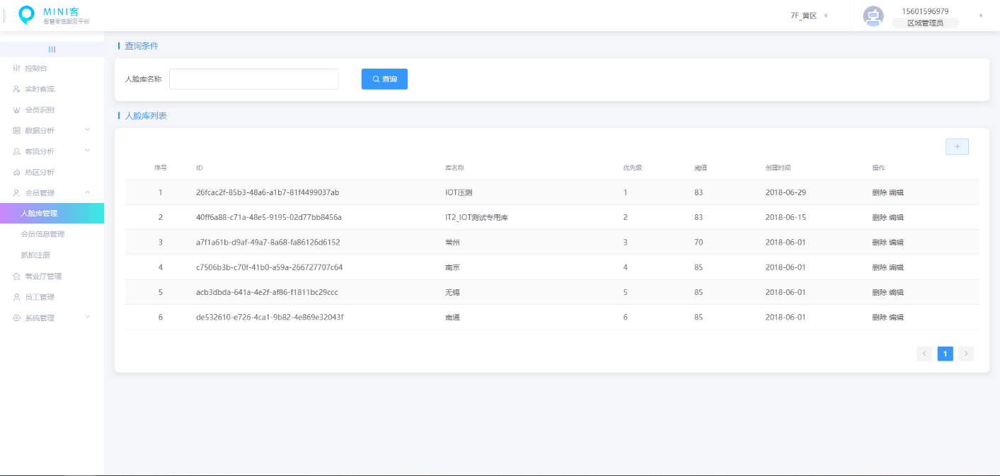 MINI客
智慧零售服务平台
7F_黄区
15601596979
区域管理员
控制台
实时客流
会员识别
数据分析
客流分析
热区分析
会员管理
人脸库管理
会员信息管理
抓拍注册
营业厅管理
员工管理
系统管理
查询条件
人脸库名称 查询
人脸库列表
+
序号 ID 库名称 优先级 阈值 创建时间 操作
1 26fcac2f-85b3-48a6-a1b7-81f4499037ab IOT压测 1 83 2018-06-29 删除 编辑
2 40ff6a88-c71a-48e5-9195-02d77bb8456a IT2_IOT测试专用库 2 83 2018-06-15 删除 编辑
3 a7f1a61b-d9af-49a7-8a68-fa86126d6152 常州 3 70 2018-06-01 删除 编辑
4 c7506b3b-c70f-41b0-a59a-266727707c64 南京 4 85 2018-06-01 删除 编辑
5 acb3dbda-641a-4e2f-af86-f1811bc29ccc 无锡 5 85 2018-06-01 删除 编辑
6 de532610-e726-4ca1-9b82-4e869e32043f 南通 6 85 2018-06-01 删除 编辑
1